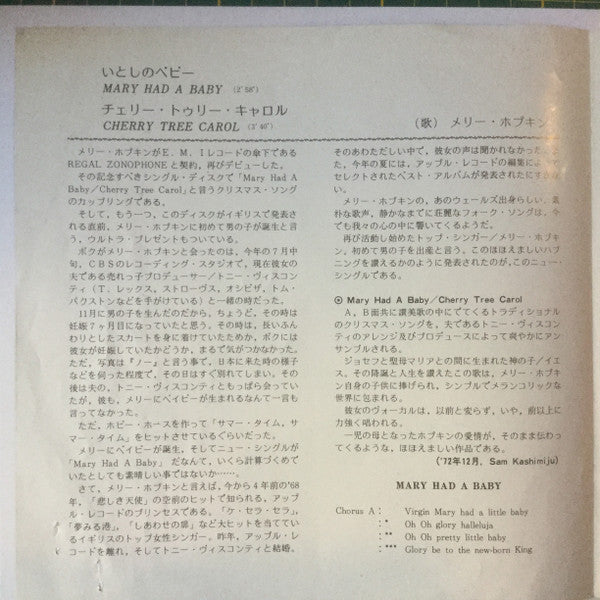 いとしのベビー
MARY HAD A BABY (2′58″)
チェリー・トゥリー・キャロル
CHERRY TREE CAROL (3′40″)
(歌) メリー・ホプキン
メリー・ホプキンがE.M.Iレコードの傘下である
REGAL ZONOPHONEと契約，再びデビューした。
その記念すべきシングル・ディスクで「Mary Had A
Baby／Cherry Tree Carol」と言うクリスマス・ソング
のカップリングである。
そして，もう一つ，このディスクがイギリスで発表さ
れる直前，メリー・ホプキンに初めて男の子が誕生と言
う，ウルトラ・プレゼントもついている。
ボクがメリー・ホプキンと会ったのは，今年の7月中
旬，CBSのレコーディング・スタジオで，現在彼女の
夫である売れっ子プロデューサー／トニー・ヴィスコン
ティ（T．レックス，ストローヴス，オシビザ，トム・
パクストンなどを手がけている）と一緒の時だった。
11月に男の子を生んだのだから，ちょうど，その時は
妊娠7ヶ月目になっていたと思う。その時は，長いふん
わりとしたスカートを身に着けていたためか，ボクには
彼女が妊娠していたかどうか，まるで気がつかなかった。
ただ，写真は『ノー』と言う事で，日本に来た時の様子
などを伺った程度で，その日はすぐ別れてしまい，その
後は夫の，トニー・ヴィスコンティともっぱら会ってい
たが，彼も，メリーにベイビーが生まれるなんて一言も
言ってなかった。
ただ，ホビー・ホースを作って「サマー・タイム，サ
マー・タイム」をヒットさせているぐらいだった。
メリーにベイビーが誕生，そしてニュー・シングルが
「Mary Had A Baby」だなんて，いくら計算づくめで
いたとしても素晴しい事ではないか……。
さて，メリー・ホプキンと言えば，今から4年前の'68
年，「悲しき天使」の空前のヒットで知られる，アップ
ル・レコードのプリンセスである。「ケ・セラ・セラ」，
「夢みる港」，「しあわせの扉」など大ヒットを当ててい
るイギリスのトップ女性シンガー。昨年，アップル・レ
コードを離れ，そしてトニー・ヴィスコンティと結婚。
そのあわただしい中で，彼女の声は聞かれなかった
た，今年の夏には，アップル・レコードの編集によ て
セレクトされたベスト・アルバムが発表されたにすぎな
い。
メリー・ホプキンの，あのウェールズ出身らしい，素
朴な歌声，静かなまでに荘麗なフォーク・ソングは，今
でも我々の心の中に響いてくるようだ。
再び活動し始めたトップ・シンガー／メリー・ホプキ
ン。初めて男の子を出産と言う，このほほえましいハプ
ニングを讃えるかのように発表されたのが，このニュー・
シングルである。
◉ Mary Had A Baby／Cherry Tree Carol
A，B面共に讃美歌の中にでてくるトラディショナル
のクリスマス・ソングを，夫であるトニー・ヴィスコン
ティのアレンジ及びプロデュースによって爽やかにアン
サンブルされる。
ジョセフと聖母マリアとの間に生まれた神の子／イエ
ス。その降誕と人生を讃えたこの歌は，メリー・ホプキ
ン自身の子供に捧げられ，シンプルでメランコリックな
世界に包まれる。
彼女のヴォーカルは，以前と変らず，いや，前以上に
力強く唄われる。
一児の母となったホプキンの愛情が，そのまま伝わっ
てくるような，ほほえましい作品である。
('72年12月，Sam Kashimiju)
MARY HAD A BABY
Chorus A: Virgin Mary had a little baby
:* Oh Oh glory halleluja
:** Oh Oh pretty little baby
:*** Glory be to the new-born King